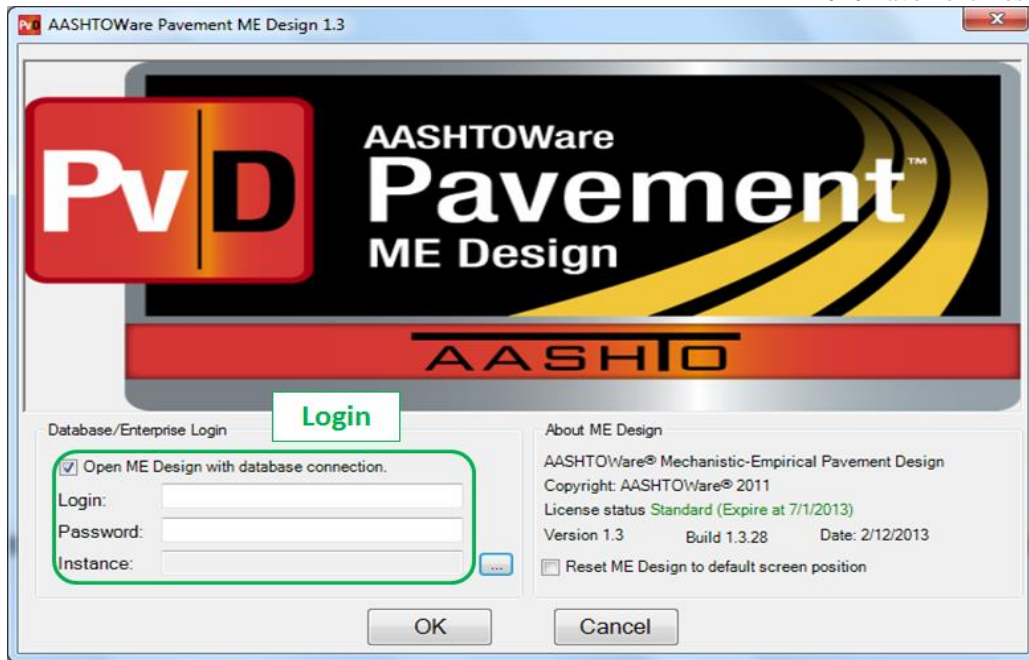 AASHTOWare Pavement ME Design 1.3
PvD
AASHTOWare
Pavement™
ME Design
AASHTO
Login
Database/Enterprise Login
Open ME Design with database connection.
Login:
Password:
Instance:
...
About ME Design
AASHTOWare® Mechanistic-Empirical Pavement Design
Copyright: AASHTOWare® 2011
License status Standard (Expire at 7/1/2013)
Version 1.3 Build 1.3.28 Date: 2/12/2013
Reset ME Design to default screen position
OK
Cancel